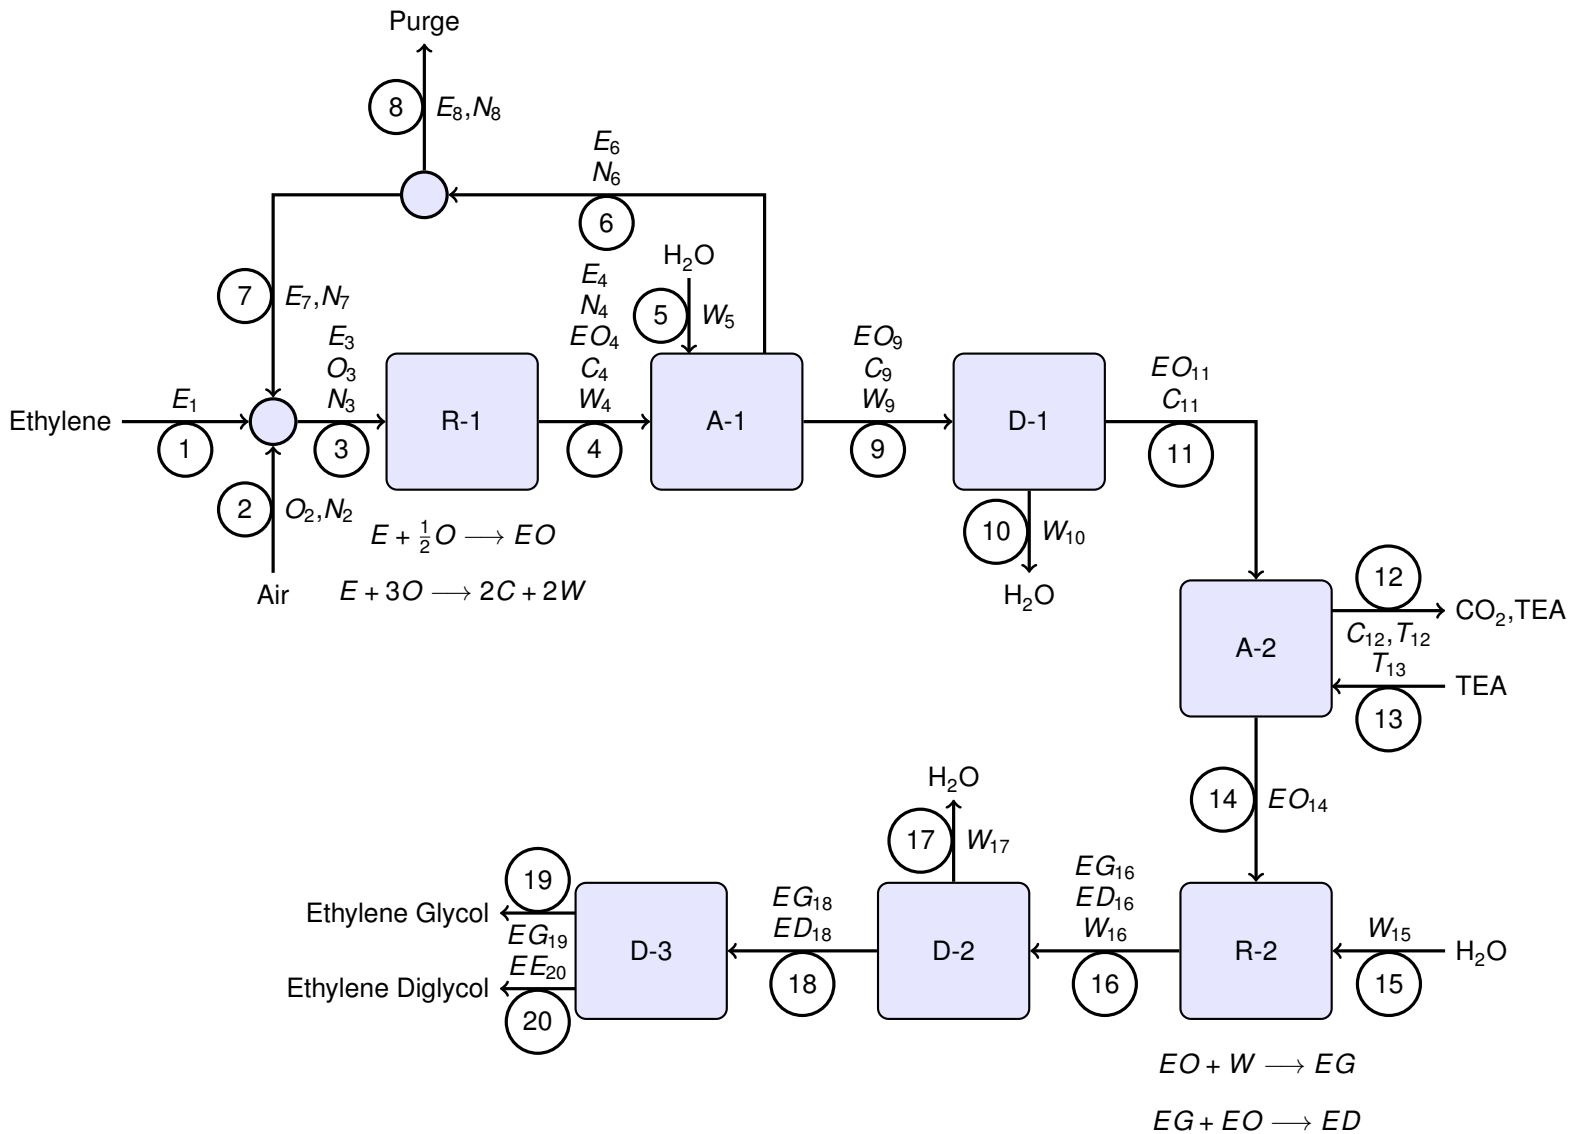 Purge
8
E₈,N₈
E₆
N₆
6
7
E₇,N₇
H₂O
5
W₅
E₄
N₄
EO₄
C₄
W₄
4
E₃
O₃
N₃
3
Ethylene
E₁
1
2
O₂,N₂
Air
R-1
E + ½O ⟶ EO
E + 3O ⟶ 2C + 2W
A-1
EO₉
C₉
W₉
9
D-1
10
W₁₀
H₂O
EO₁₁
C₁₁
11
12
CO₂,TEA
C₁₂,T₁₂
T₁₃
TEA
13
A-2
14
EO₁₄
H₂O
17
W₁₇
19
Ethylene Glycol
EG₁₉
EE₂₀
Ethylene Diglycol
20
D-3
EG₁₈
ED₁₈
18
D-2
EG₁₆
ED₁₆
W₁₆
16
R-2
W₁₅
H₂O
15
EO + W ⟶ EG
EG + EO ⟶ ED